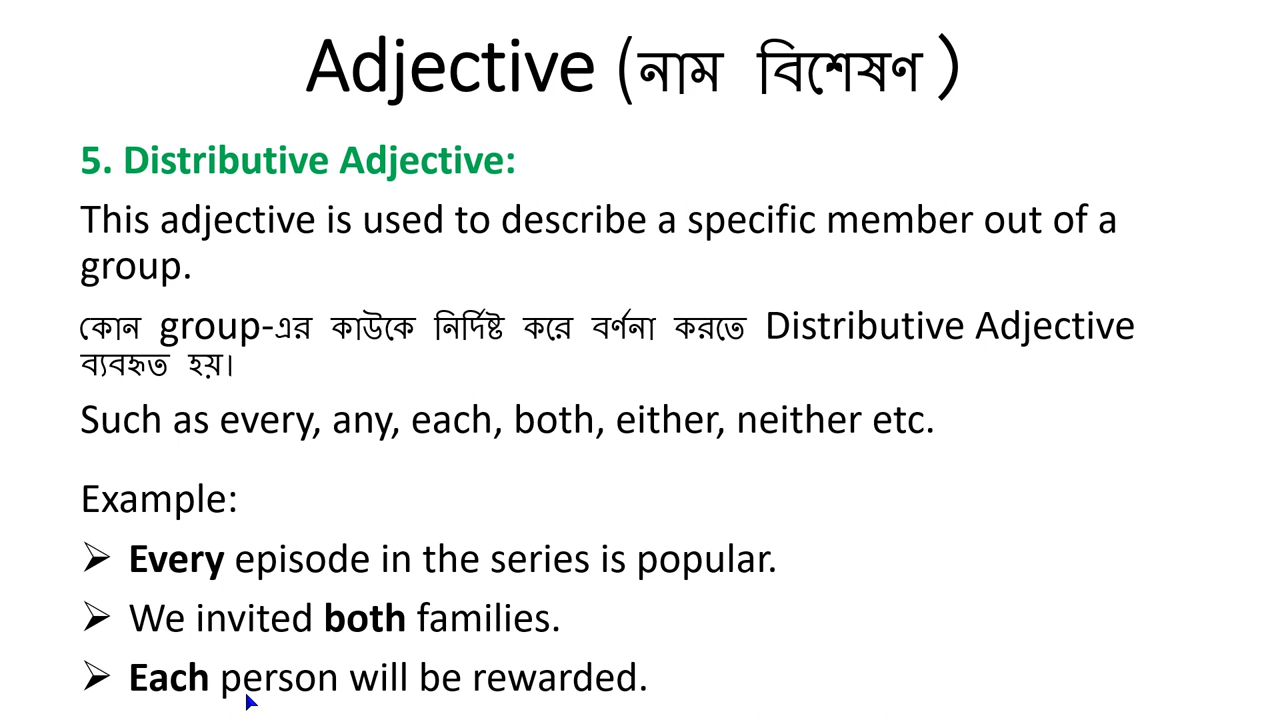 Adjective (নাম বিশেষণ )
5. Distributive Adjective:
This adjective is used to describe a specific member out of a
group.
কোন group-এর কাউকে নির্দিষ্ট করে বর্ণনা করতে Distributive Adjective
ব্যবহৃত হয়।
Such as every, any, each, both, either, neither etc.
Example:
➢ Every episode in the series is popular.
➢ We invited both families.
➢ Each person will be rewarded.